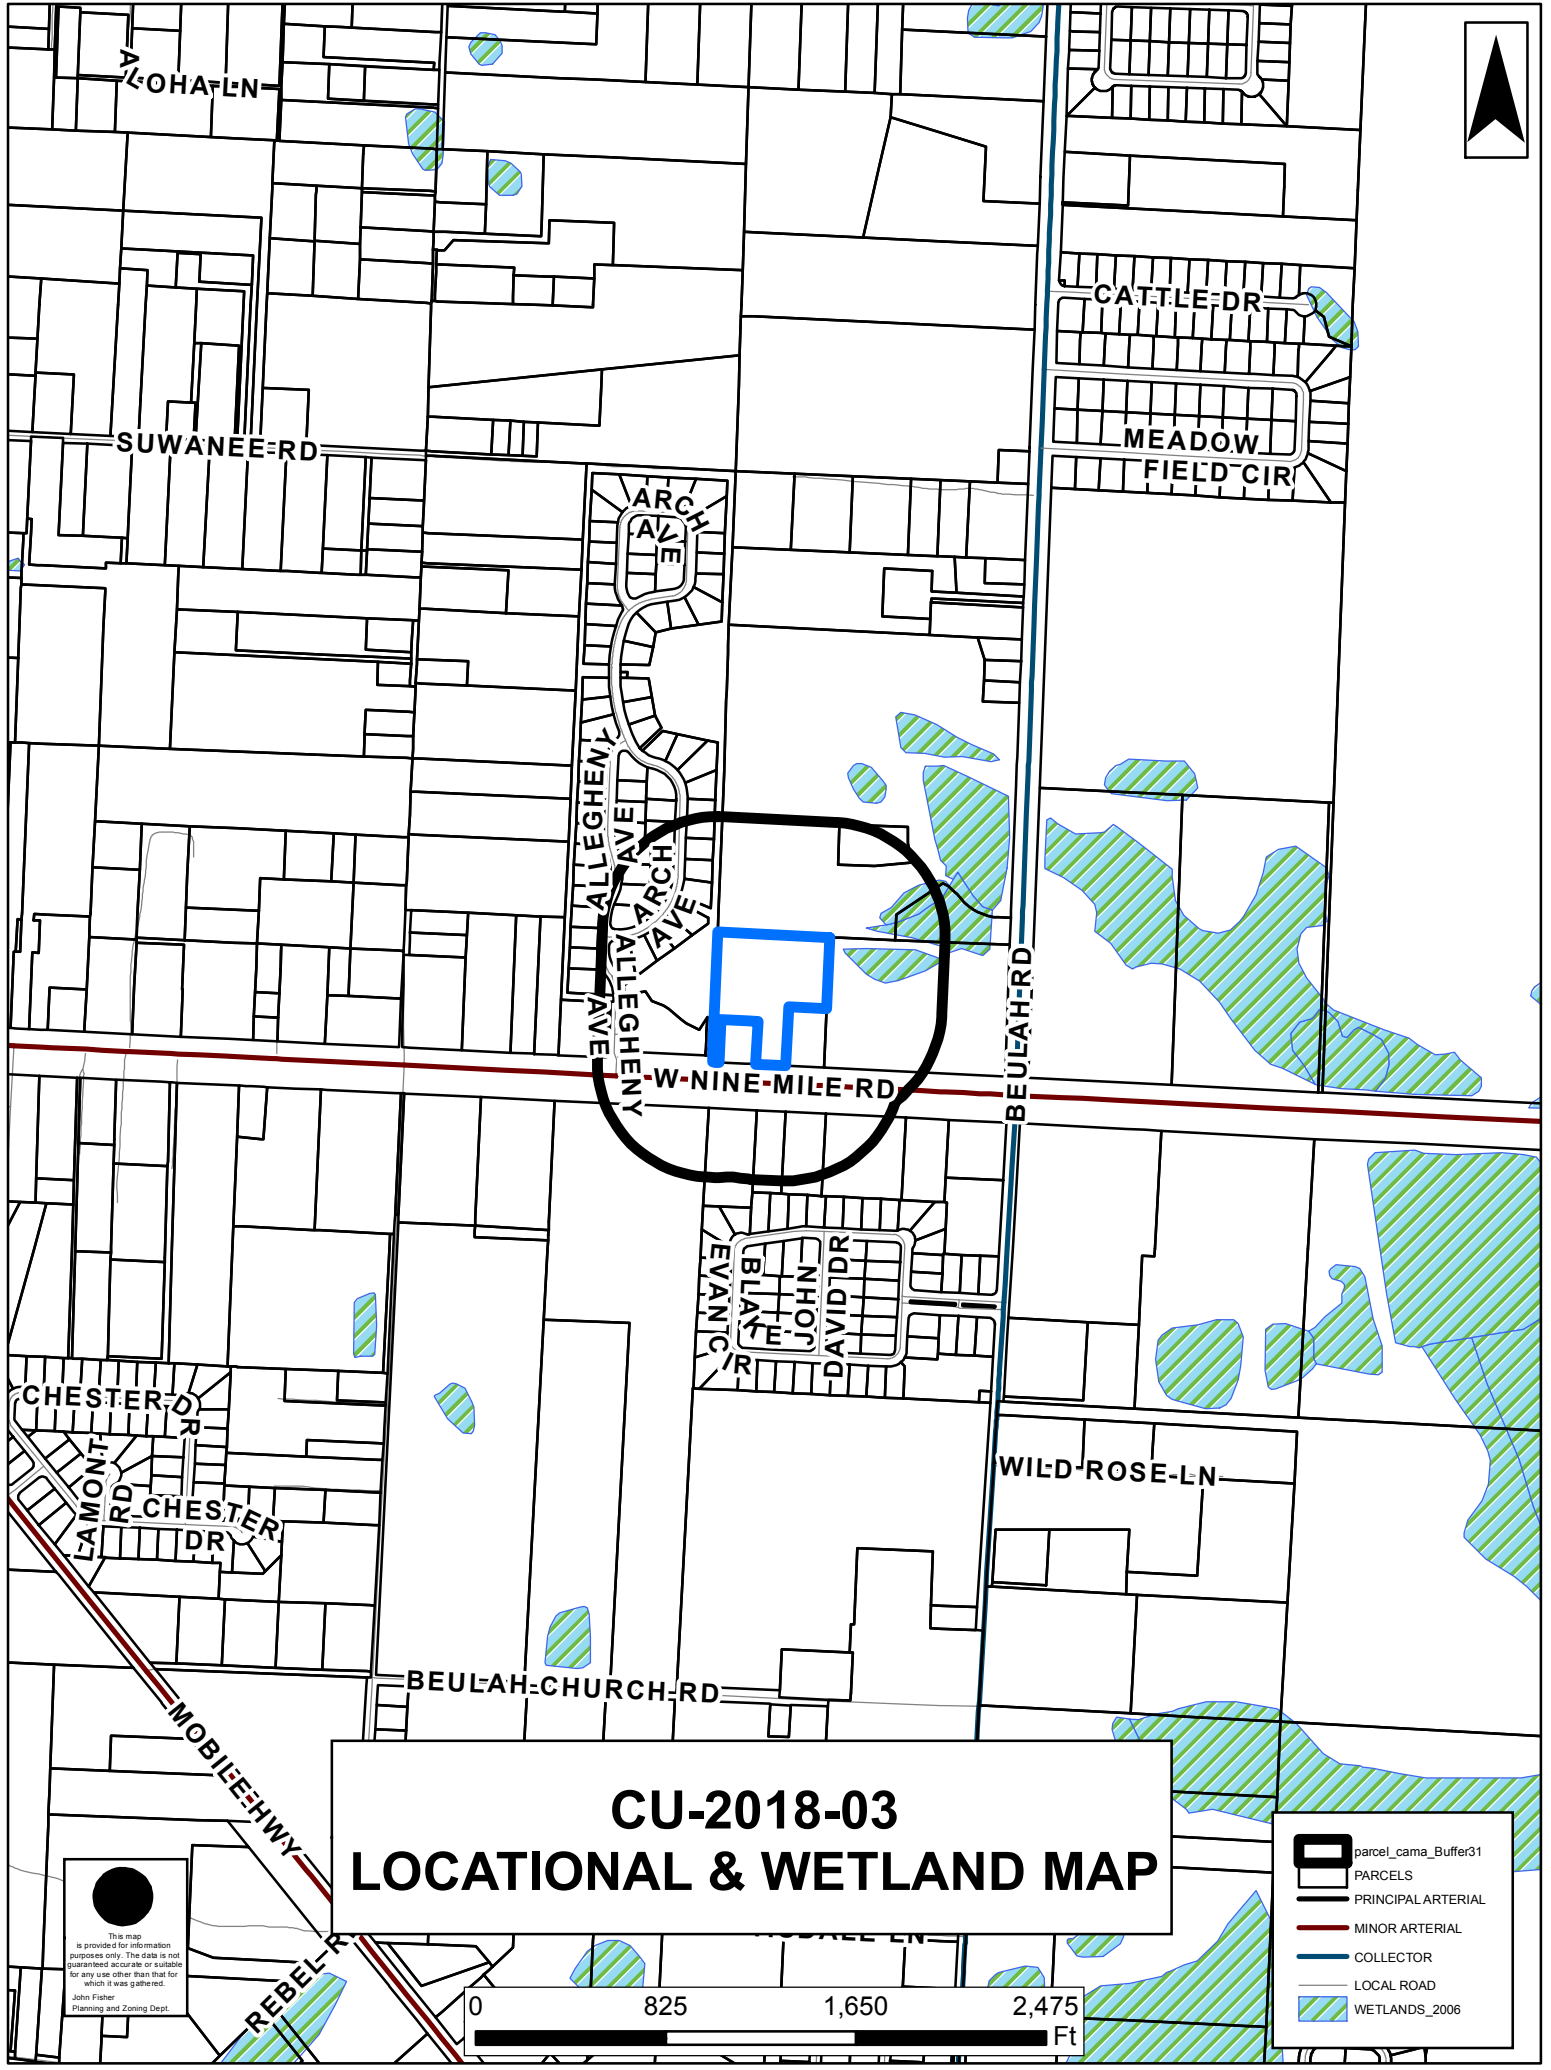 ALOHA LN
CATTLE DR
SUWANEE RD
MEADOW
FIELD CIR
ARCH
AVE
ALLEGHENY
AVE
ARCH
AVE
ALLEGHENY
AVE
W NINE MILE RD
BEULAH RD
BLAKE
EVAN CIR
JOHN
DAVID DR
CHESTER DR
LAMONT
RD
CHESTER
DR
WILD ROSE LN
BEULAH CHURCH RD
MOBILE HWY
REBEL
CU-2018-03
LOCATIONAL & WETLAND MAP
LN
This map
is provided for information
purposes only. The data is not
guaranteed accurate or suitable
for any use other than that for
which it was gathered.
John Fisher
Planning and Zoning Dept.
0 825 1,650 2,475
Ft
parcel_cama_Buffer31
PARCELS
PRINCIPAL ARTERIAL
MINOR ARTERIAL
COLLECTOR
LOCAL ROAD
WETLANDS_2006